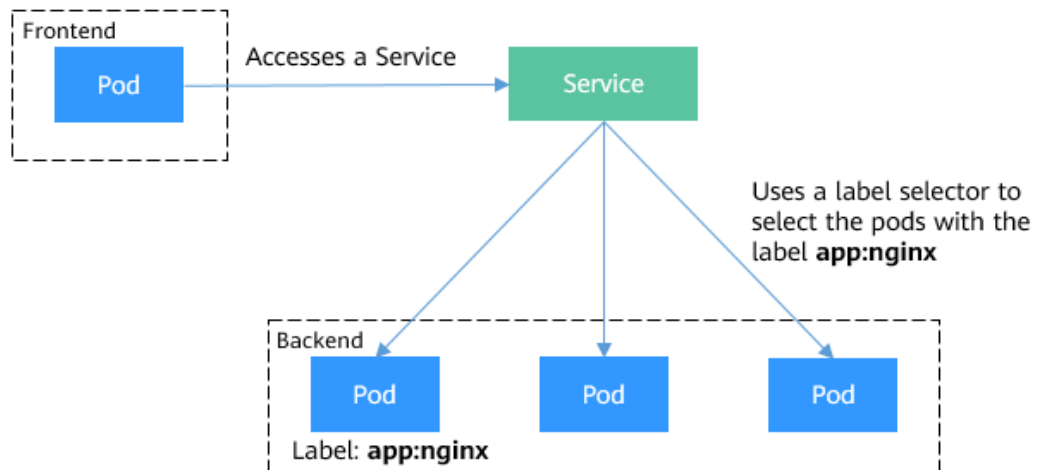 Frontend
Pod
Accesses a Service
Service
Uses a label selector to
select the pods with the
label app:nginx
Backend
Pod
Pod
Pod
Label: app:nginx